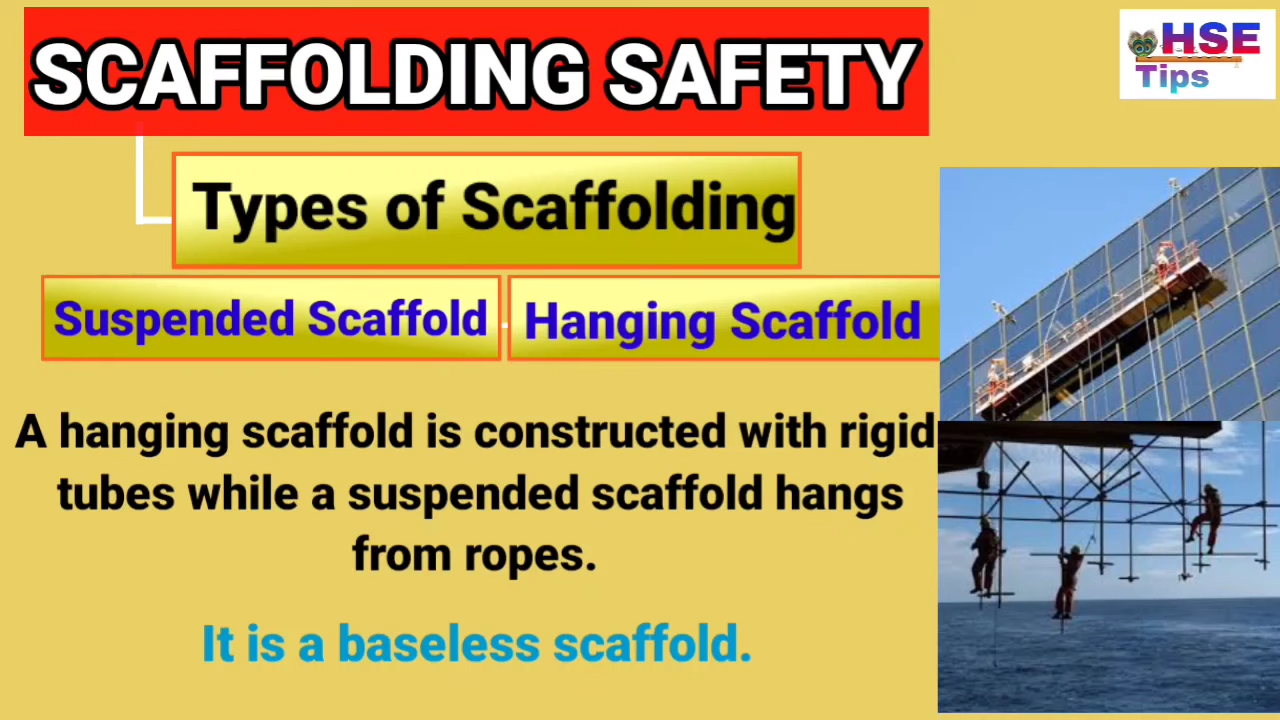 SCAFFOLDING SAFETY
HSE
Tips
Types of Scaffolding
Suspended Scaffold
Hanging Scaffold
A hanging scaffold is constructed with rigid
tubes while a suspended scaffold hangs
from ropes.
It is a baseless scaffold.